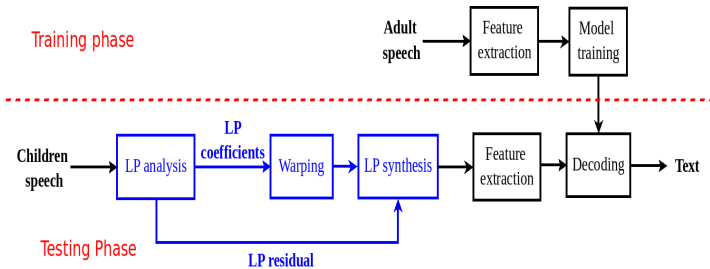 Training phase
Adult
speech
Feature
extraction
Model
training
Children
speech
LP analysis
LP
coefficients
Warping
LP synthesis
Feature
extraction
Decoding
Text
Testing Phase
LP residual